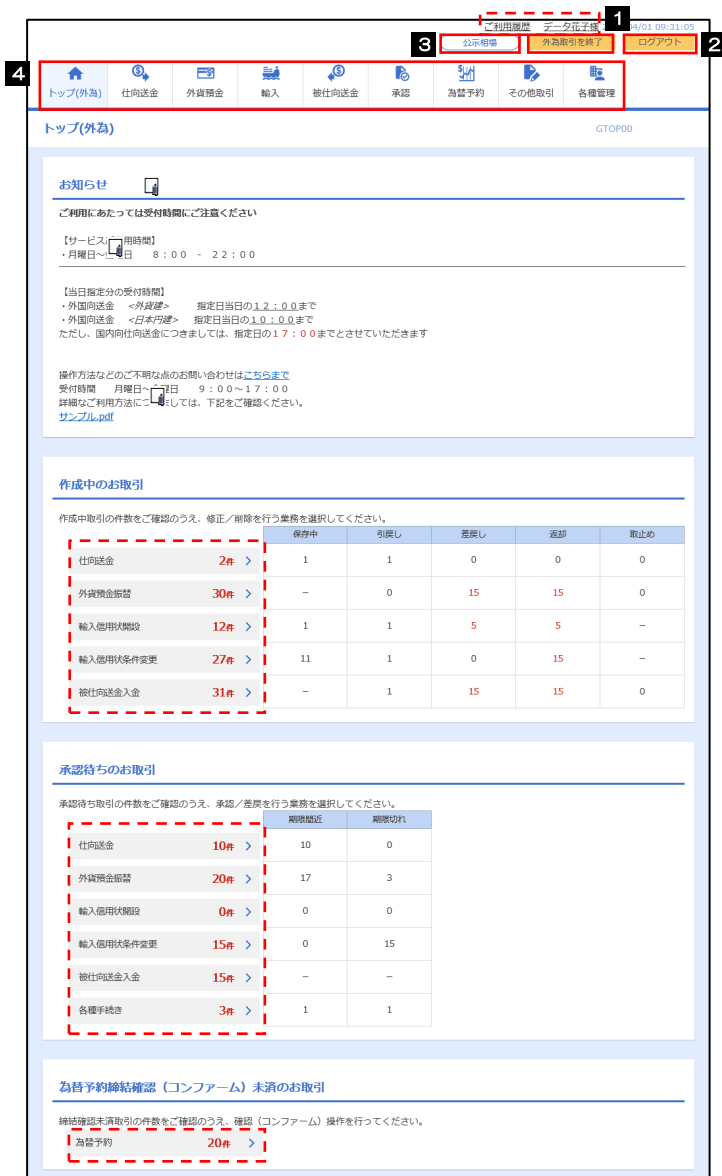 1
ご利用履歴 データ花子様 04/01 09:31:05
3 公示相場 外為取引を終了 ログアウト 2
4
トップ(外為) 仕向送金 外貨預金 輸入 被仕向送金 承認 為替予約 その他取引 各種管理
トップ(外為) GTOP00
お知らせ
ご利用にあたっては受付時間にご注意ください
【サービス 用時間】
・月曜日～ 日 8：00 - 22：00
【当日指定分の受付時間】
・外国向送金 <外貨建> 指定日当日の12：00まで
・外国向送金 <日本円建> 指定日当日の10：00まで
ただし、国内向仕向送金につきましては、指定日の17：00までとさせていただきます
操作方法などのご不明な点のお問い合わせはこちらまで
受付時間 月曜日～ 日 9：00～17：00
詳細なご利用方法につ しては、下記をご確認ください。
サンプル.pdf
作成中のお取引
作成中取引の件数をご確認のうえ、修正／削除を行う業務を選択してください。
保存中 引戻し 差戻し 返却 取止め
仕向送金 2件 1 1 0 0 0
外貨預金振替 30件 － 0 15 15 0
輸入信用状開設 12件 1 1 5 5 －
輸入信用状条件変更 27件 11 1 0 15 －
被仕向送金入金 31件 － 1 15 15 0
承認待ちのお取引
承認待ち取引の件数をご確認のうえ、承認／差戻を行う業務を選択してください。
期限間近 期限切れ
仕向送金 10件 10 0
外貨預金振替 20件 17 3
輸入信用状開設 0件 0 0
輸入信用状条件変更 15件 0 15
被仕向送金入金 15件 － －
各種手続き 3件 1 1
為替予約締結確認（コンファーム）未済のお取引
締結確認未済取引の件数をご確認のうえ、確認（コンファーム）操作を行ってください。
為替予約 20件